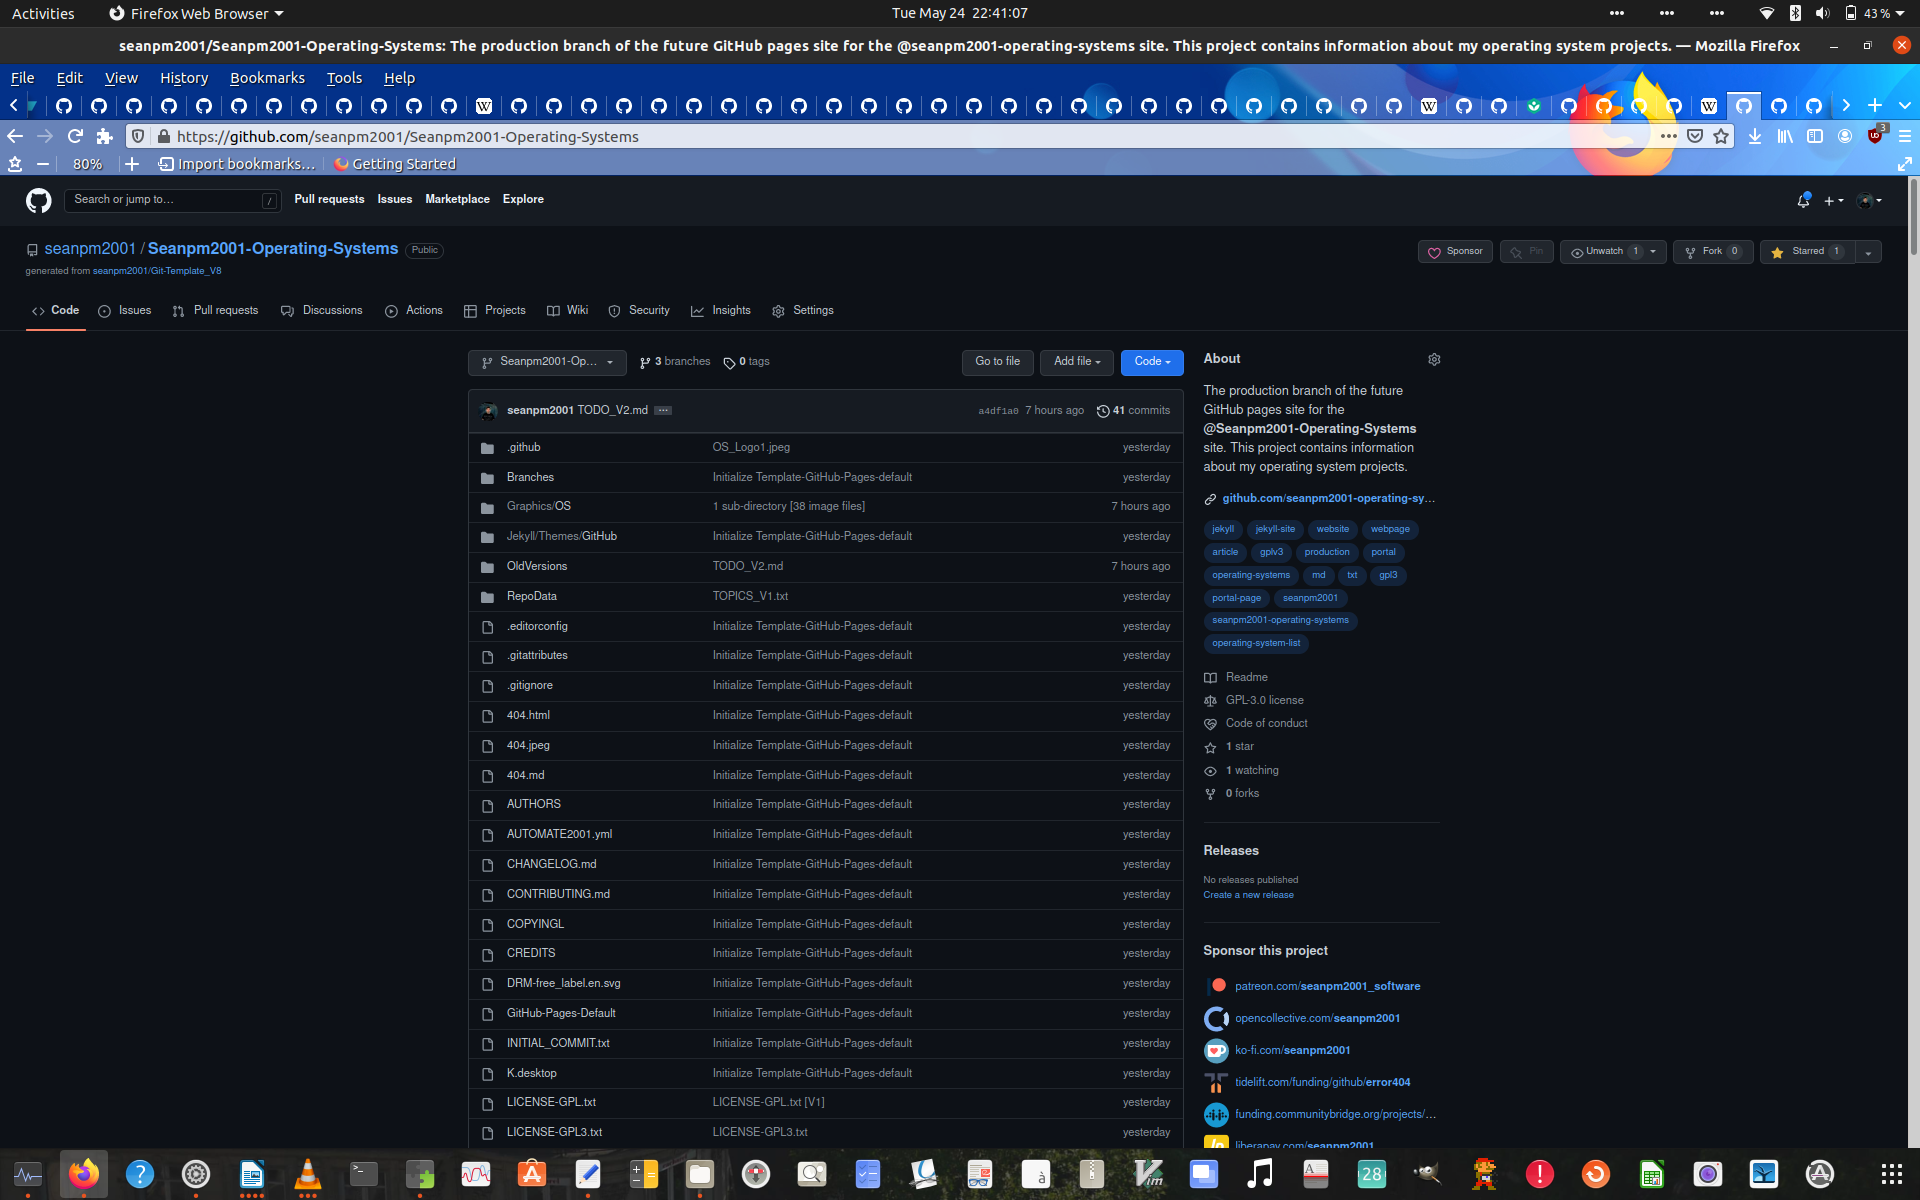 Activities
Firefox Web Browser
Tue May 24 22:41:07
43 %
seanpm2001/Seanpm2001-Operating-Systems: The production branch of the future GitHub pages site for the @seanpm2001-operating-systems site. This project contains information about my operating system projects. — Mozilla Firefox
File Edit View History Bookmarks Tools Help
https://github.com/seanpm2001/Seanpm2001-Operating-Systems
3
80%
Import bookmarks...
Getting Started
Search or jump to...
/
Pull requests Issues Marketplace Explore
seanpm2001 / Seanpm2001-Operating-Systems Public
generated from seanpm2001/Git-Template_V8
Sponsor
Pin
Unwatch 1
Fork 0
Starred 1
Code Issues Pull requests Discussions Actions Projects Wiki Security Insights Settings
Seanpm2001-Op...
3 branches
0 tags
Go to file
Add file
Code
seanpm2001 TODO_V2.md ...
a4df1a0 7 hours ago 41 commits
.github OS_Logo1.jpeg yesterday
Branches Initialize Template-GitHub-Pages-default yesterday
Graphics/OS 1 sub-directory [38 image files] 7 hours ago
Jekyll/Themes/GitHub Initialize Template-GitHub-Pages-default yesterday
OldVersions TODO_V2.md 7 hours ago
RepoData TOPICS_V1.txt yesterday
.editorconfig Initialize Template-GitHub-Pages-default yesterday
.gitattributes Initialize Template-GitHub-Pages-default yesterday
.gitignore Initialize Template-GitHub-Pages-default yesterday
404.html Initialize Template-GitHub-Pages-default yesterday
404.jpeg Initialize Template-GitHub-Pages-default yesterday
404.md Initialize Template-GitHub-Pages-default yesterday
AUTHORS Initialize Template-GitHub-Pages-default yesterday
AUTOMATE2001.yml Initialize Template-GitHub-Pages-default yesterday
CHANGELOG.md Initialize Template-GitHub-Pages-default yesterday
CONTRIBUTING.md Initialize Template-GitHub-Pages-default yesterday
COPYINGL Initialize Template-GitHub-Pages-default yesterday
CREDITS Initialize Template-GitHub-Pages-default yesterday
DRM-free_label.en.svg Initialize Template-GitHub-Pages-default yesterday
GitHub-Pages-Default Initialize Template-GitHub-Pages-default yesterday
INITIAL_COMMIT.txt Initialize Template-GitHub-Pages-default yesterday
K.desktop Initialize Template-GitHub-Pages-default yesterday
LICENSE-GPL.txt LICENSE-GPL.txt [V1] yesterday
LICENSE-GPL3.txt LICENSE-GPL3.txt yesterday
About
The production branch of the future
GitHub pages site for the
@Seanpm2001-Operating-Systems
site. This project contains information
about my operating system projects.
github.com/seanpm2001-operating-sy...
jekyll jekyll-site website webpage
article gplv3 production portal
operating-systems md txt gpl3
portal-page seanpm2001
seanpm2001-operating-systems
operating-system-list
Readme
GPL-3.0 license
Code of conduct
1 star
1 watching
0 forks
Releases
No releases published
Create a new release
Sponsor this project
patreon.com/seanpm2001_software
opencollective.com/seanpm2001
ko-fi.com/seanpm2001
tidelift.com/funding/github/error404
funding.communitybridge.org/projects/...
liberapay.com/seanpm2001
28